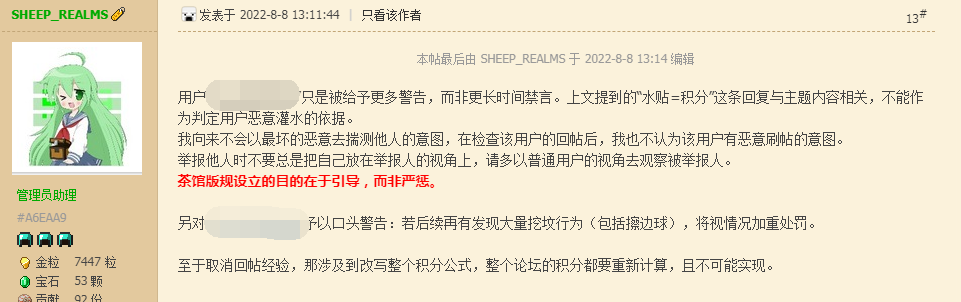 SHEEP_REALMS
发表于 2022-8-8 13:11:44 | 只看该作者
13#
本帖最后由 SHEEP_REALMS 于 2022-8-8 13:14 编辑
用户 只是被给予更多警告，而非更长时间禁言。上文提到的“水贴=积分”这条回复与主题内容相关，不能作
为判定用户恶意灌水的依据。
我向来不会以最坏的恶意去揣测他人的意图，在检查该用户的回帖后，我也不认为该用户有恶意刷帖的意图。
举报他人时不要总是把自己放在举报人的视角上，请多以普通用户的视角去观察被举报人。
茶馆版规设立的目的在于引导，而非严惩。
另对 予以口头警告：若后续再有发现大量挖坟行为（包括擦边球），将视情况加重处罚。
至于取消回帖经验，那涉及到改写整个积分公式，整个论坛的积分都要重新计算，且不可能实现。
管理员助理
#A6EAA9
金粒 7447 粒
宝石 53 颗
贡献 92 份